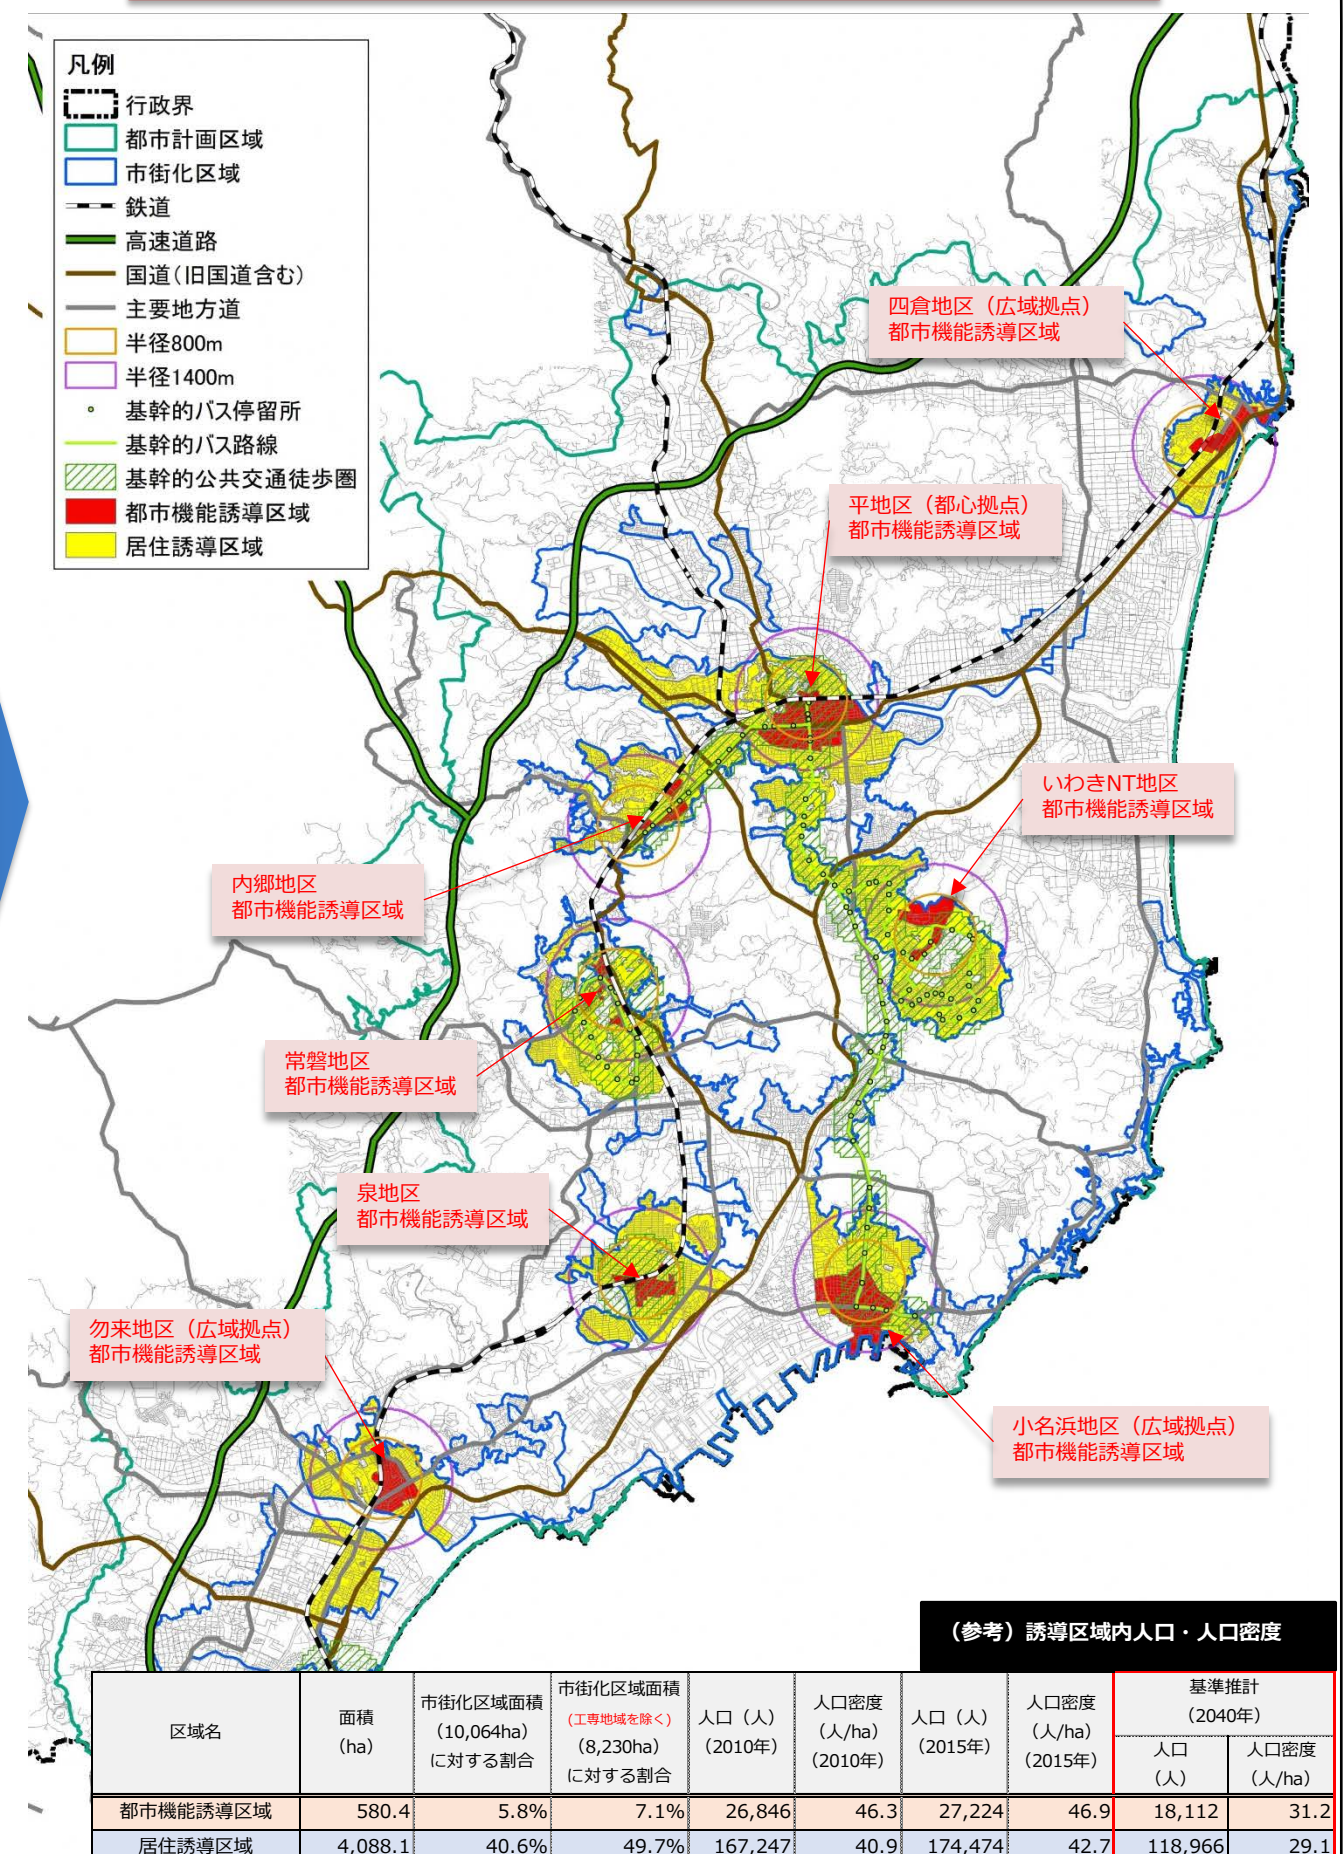 凡例
行政界
都市計画区域
市街化区域
鉄道
高速道路
国道(旧国道含む)
主要地方道
半径800m
半径1400m
基幹的バス停留所
基幹的バス路線
基幹的公共交通徒歩圏
都市機能誘導区域
居住誘導区域
四倉地区（広域拠点）
都市機能誘導区域
平地区（都心拠点）
都市機能誘導区域
いわきNT地区
都市機能誘導区域
内郷地区
都市機能誘導区域
常磐地区
都市機能誘導区域
泉地区
都市機能誘導区域
勿来地区（広域拠点）
都市機能誘導区域
小名浜地区（広域拠点）
都市機能誘導区域
（参考）誘導区域内人口・人口密度
区域名
面積
（ha）
市街化区域面積
（10,064ha）
に対する割合
市街化区域面積
(工専地域を除く)
（8,230ha）
に対する割合
人口（人）
（2010年）
人口密度
（人/ha）
（2010年）
人口（人）
（2015年）
人口密度
（人/ha）
（2015年）
基準推計
（2040年）
人口
（人）
人口密度
（人/ha）
都市機能誘導区域 580.4 5.8% 7.1% 26,846 46.3 27,224 46.9 18,112 31.2
居住誘導区域 4,088.1 40.6% 49.7% 167,247 40.9 174,474 42.7 118,966 29.1